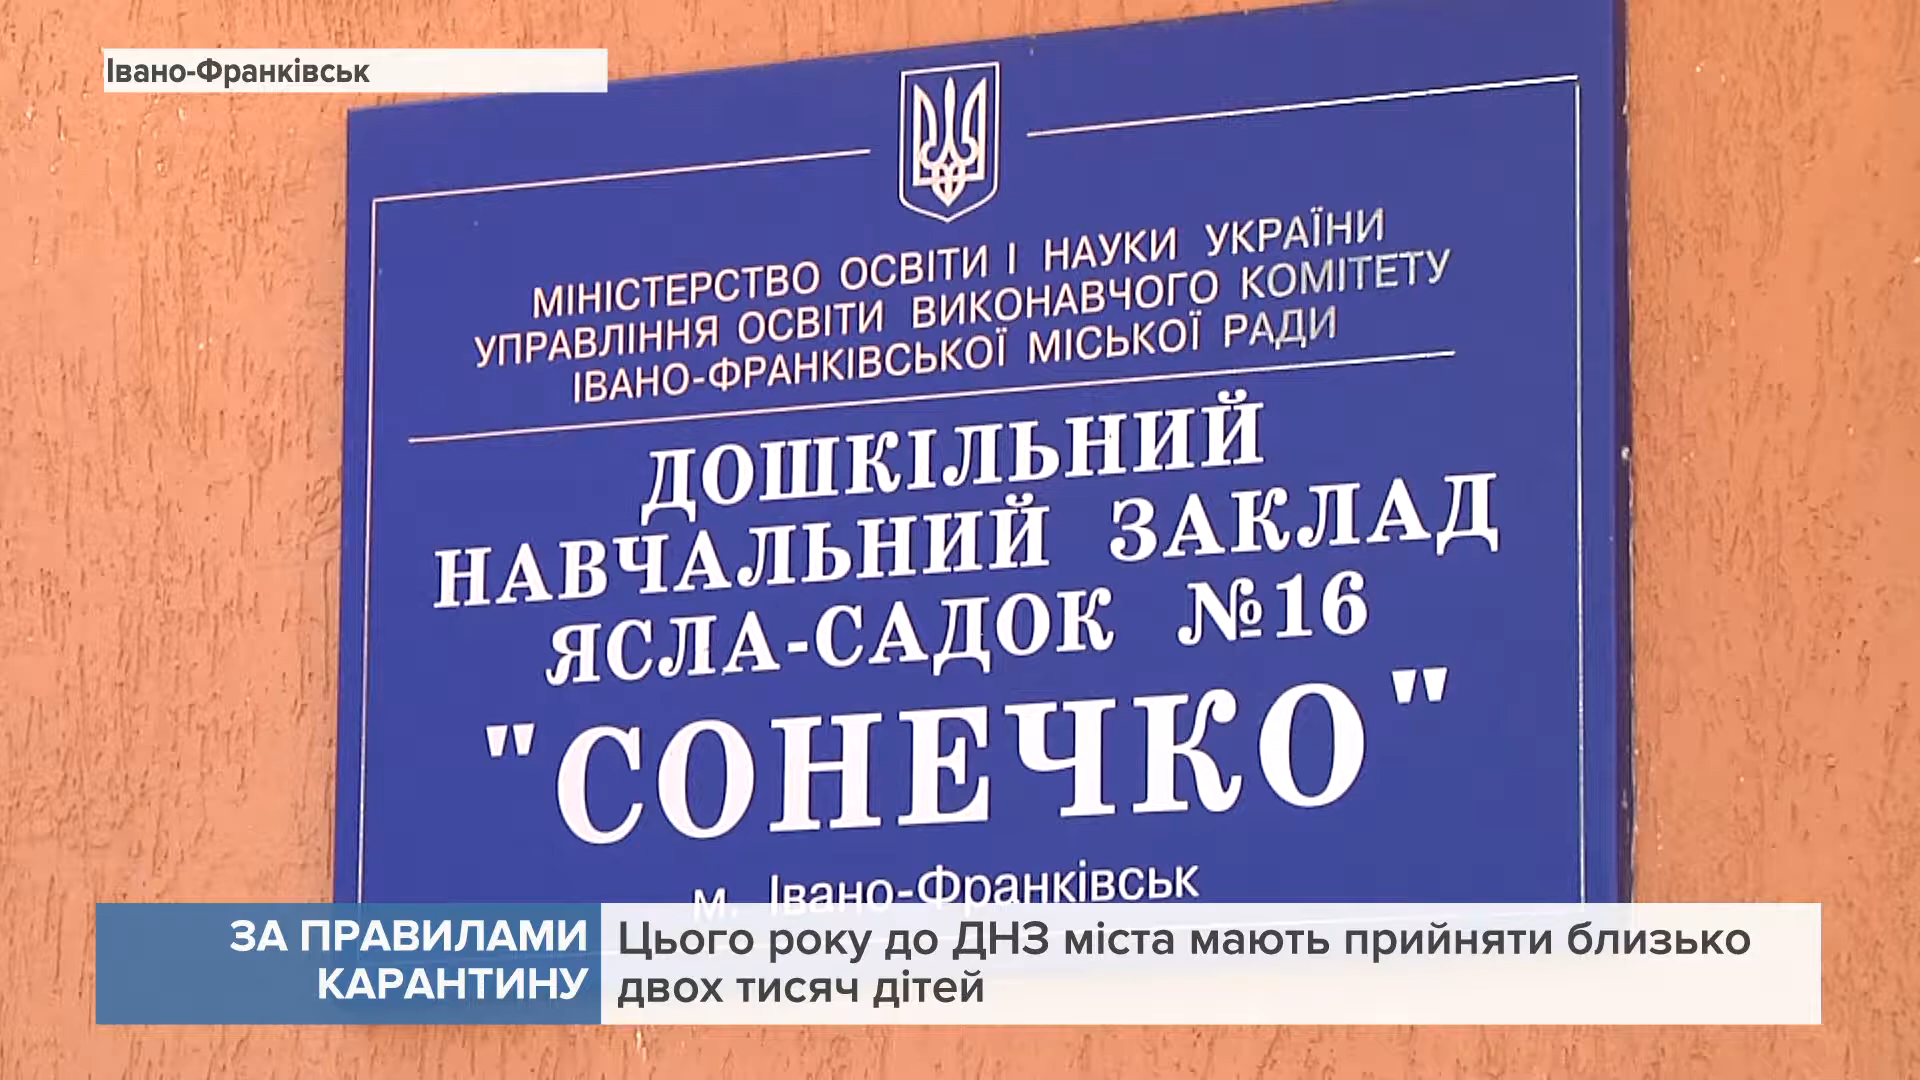 Івано-Франківськ
МІНІСТЕРСТВО ОСВІТИ І НАУКИ УКРАЇНИ
УПРАВЛІННЯ ОСВІТИ ВИКОНАВЧОГО КОМІТЕТУ
ІВАНО-ФРАНКІВСЬКОЇ МІСЬКОЇ РАДИ
ДОШКІЛЬНИЙ
НАВЧАЛЬНИЙ ЗАКЛАД
ЯСЛА-САДОК №16
"СОНЕЧКО"
м. Івано-Франківськ
ЗА ПРАВИЛАМИ
КАРАНТИНУ
Цього року до ДНЗ міста мають прийняти близько
двох тисяч дітей